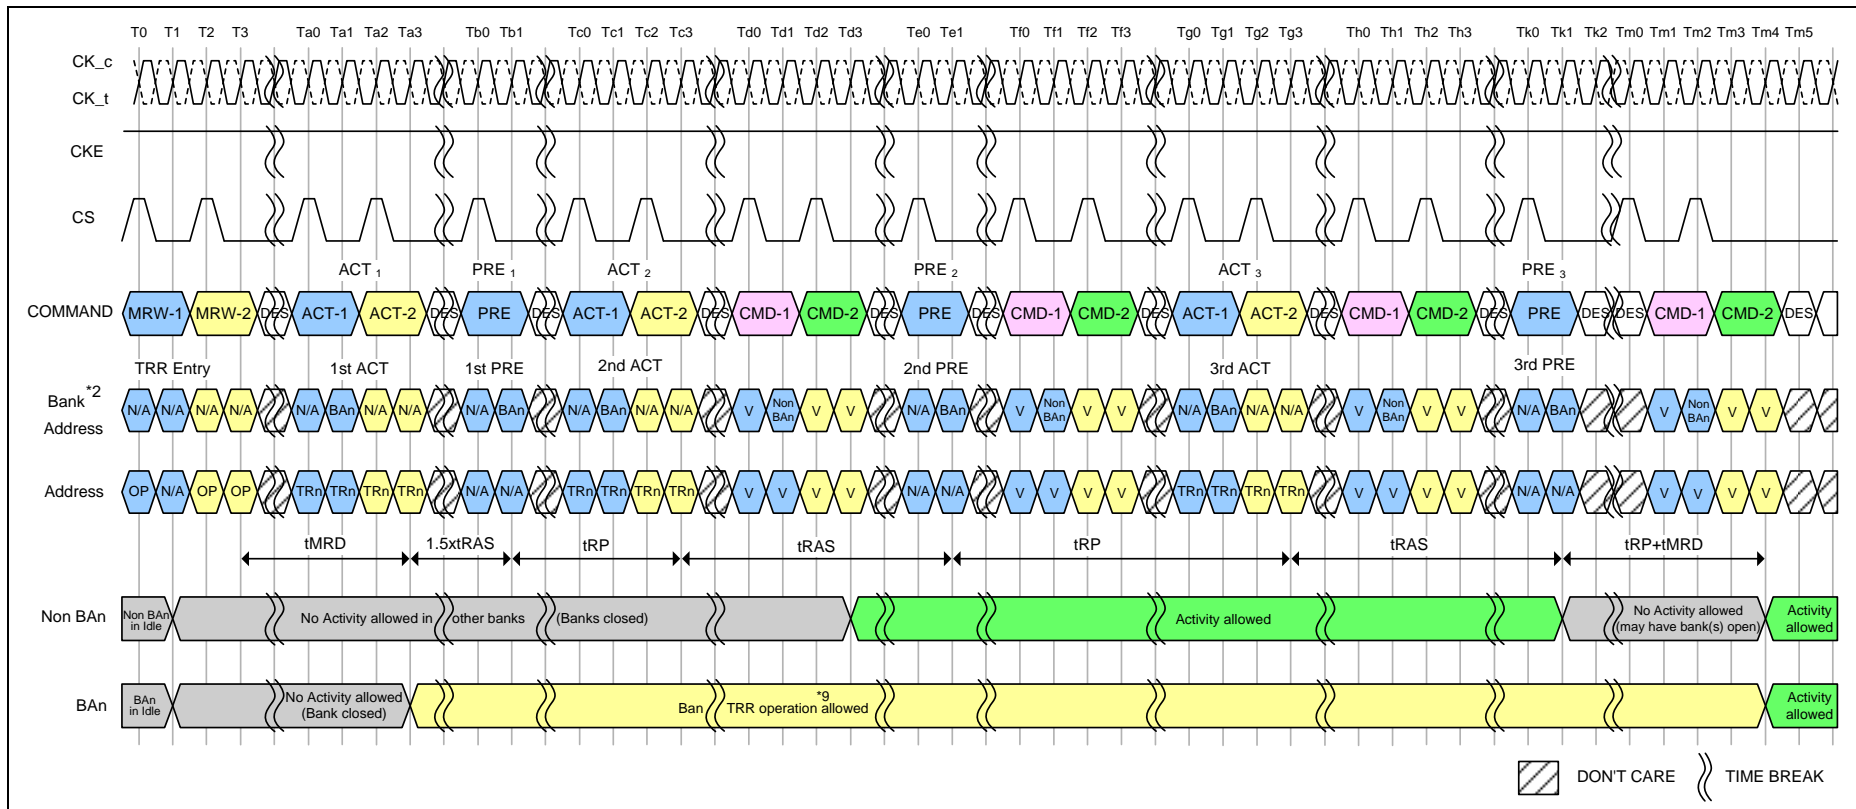 T0 T1 T2 T3 Ta0 Ta1 Ta2 Ta3 Tb0 Tb1 Tc0 Tc1 Tc2 Tc3 Td0 Td1 Td2 Td3 Te0 Te1 Tf0 Tf1 Tf2 Tf3 Tg0 Tg1 Tg2 Tg3 Th0 Th1 Th2 Th3 Tk0 Tk1 Tk2 Tm0 Tm1 Tm2 Tm3 Tm4 Tm5
CK_c
CK_t
CKE
CS
ACT 1 PRE 1 ACT 2 PRE 2 ACT 3 PRE 3
COMMAND MRW-1 MRW-2 DES ACT-1 ACT-2 DES PRE DES ACT-1 ACT-2 DES CMD-1 CMD-2 DES PRE DES CMD-1 CMD-2 DES ACT-1 ACT-2 DES CMD-1 CMD-2 DES PRE DES DES CMD-1 CMD-2 DES
TRR Entry 1st ACT 1st PRE 2nd ACT 2nd PRE 3rd ACT 3rd PRE
Bank *2 Address N/A N/A N/A N/A N/A BAn N/A N/A N/A BAn N/A BAn N/A N/A V Non BAn V V N/A BAn V Non BAn V V N/A BAn N/A N/A V Non BAn V V N/A BAn V Non BAn V V
Address OP N/A OP OP TRn TRn TRn TRn N/A N/A TRn TRn TRn TRn V V V V N/A N/A V V V V TRn TRn TRn TRn V V V V N/A N/A V V V V
tMRD 1.5xtRAS tRP tRAS tRP tRAS tRP+tMRD
Non BAn
Non BAn in Idle
No Activity allowed in other banks (Banks closed)
Activity allowed
No Activity allowed
(may have bank(s) open)
Activity
allowed
BAn
BAn
in Idle
No Activity allowed
(Bank closed)
Ban TRR operation allowed *9
Activity
allowed
DON'T CARE TIME BREAK